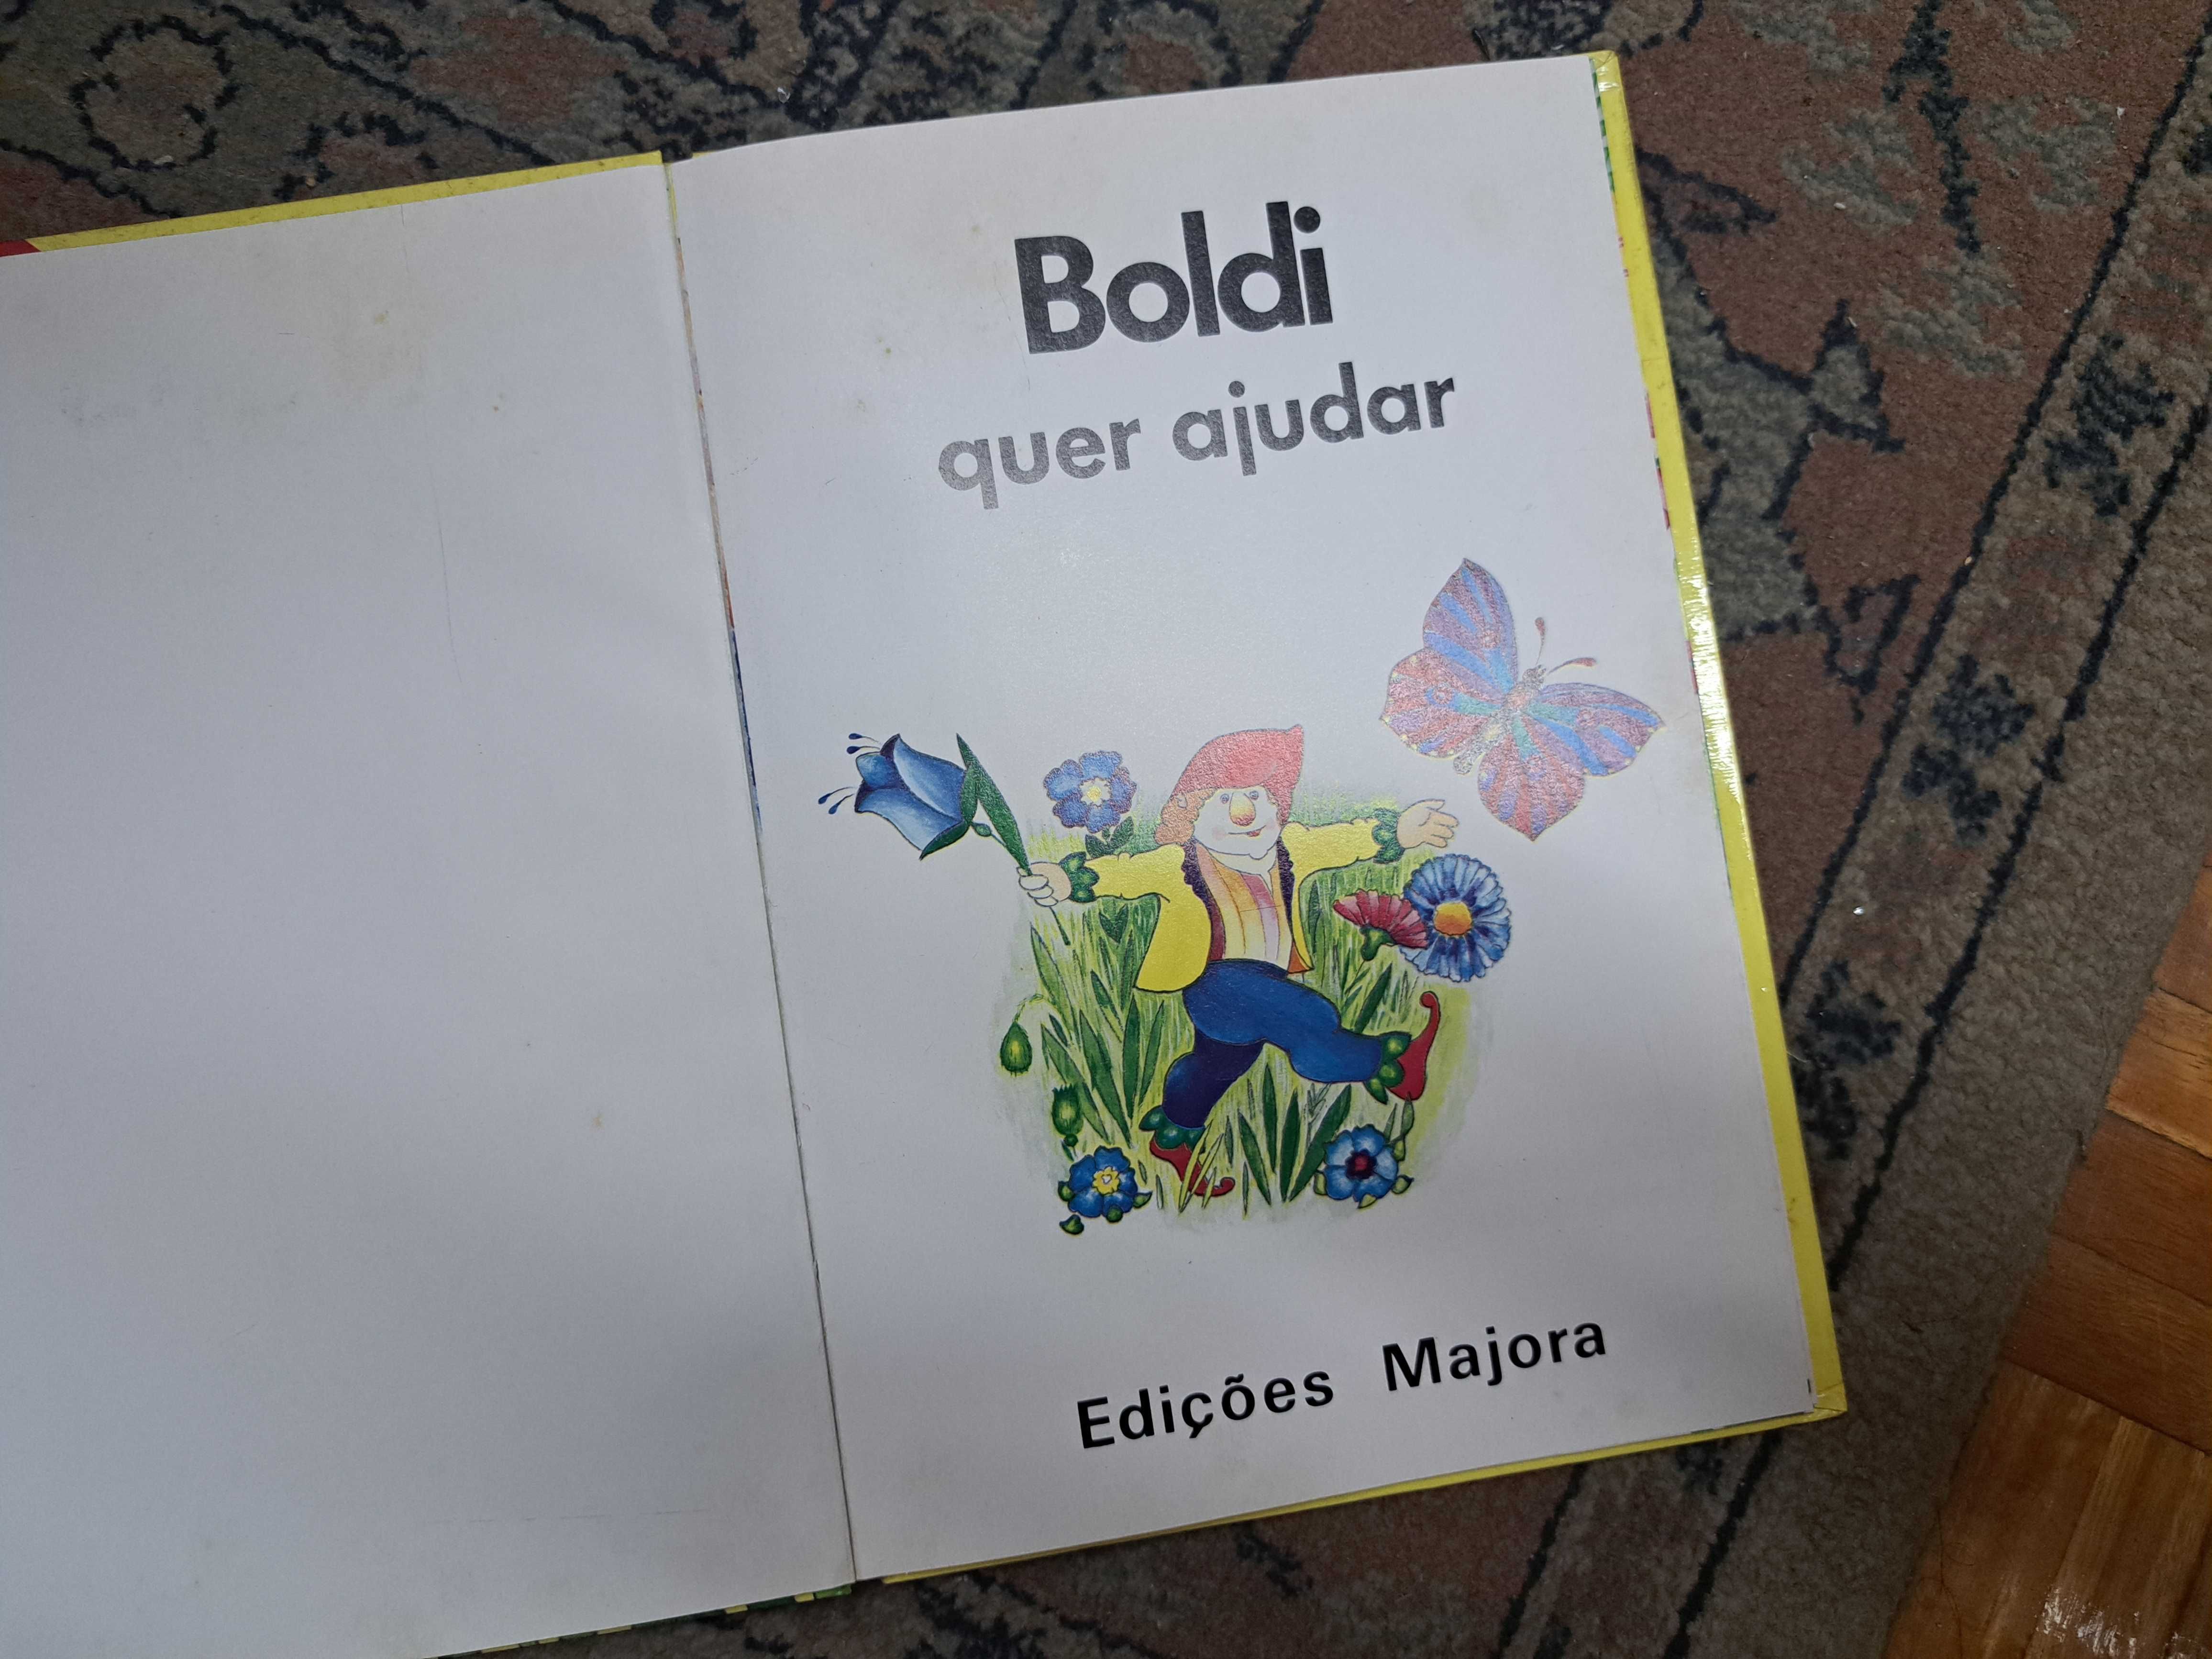 Boldi
quer ajudar
Edições Majora